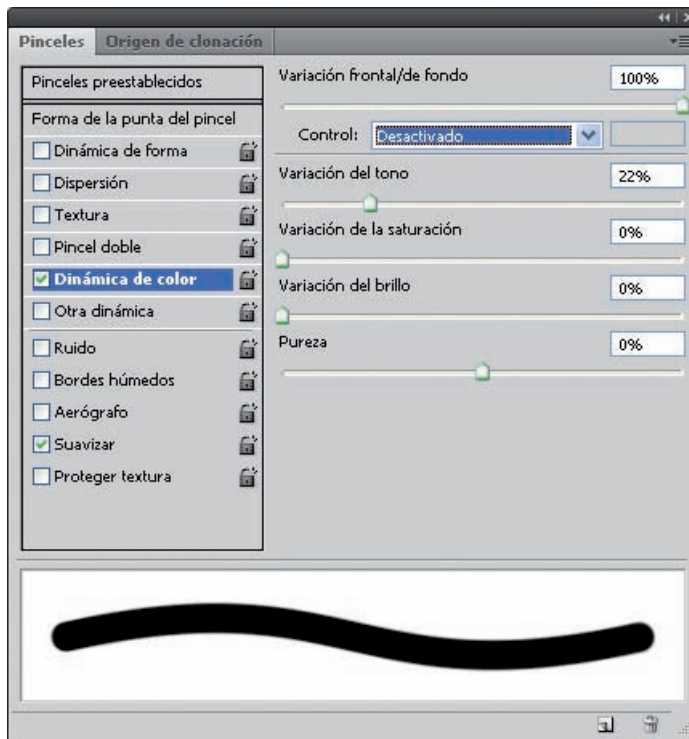 Pinceles
Origen de clonación
Pinceles preestablecidos
Forma de la punta del pincel
Dinámica de forma
Dispersión
Textura
Pincel doble
Dinámica de color
Otra dinámica
Ruido
Bordes húmedos
Aerógrafo
Suavizar
Proteger textura
Variación frontal/de fondo 100%
Control: Desactivado
Variación del tono 22%
Variación de la saturación 0%
Variación del brillo 0%
Pureza 0%